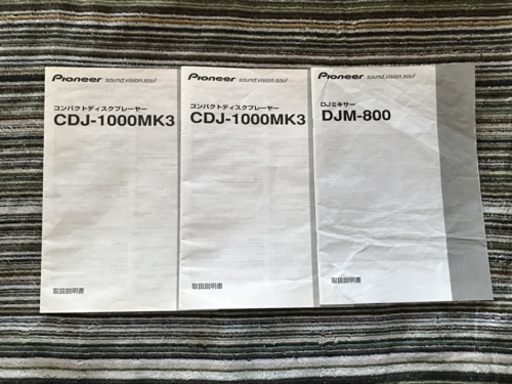 Pioneer sound.vision.soul
コンパクトディスクプレーヤー
CDJ-1000MK3
取扱説明書
Pioneer sound.vision.soul
コンパクトディスクプレーヤー
CDJ-1000MK3
取扱説明書
Pioneer sound.vision.soul
DJミキサー
DJM-800
取扱説明書